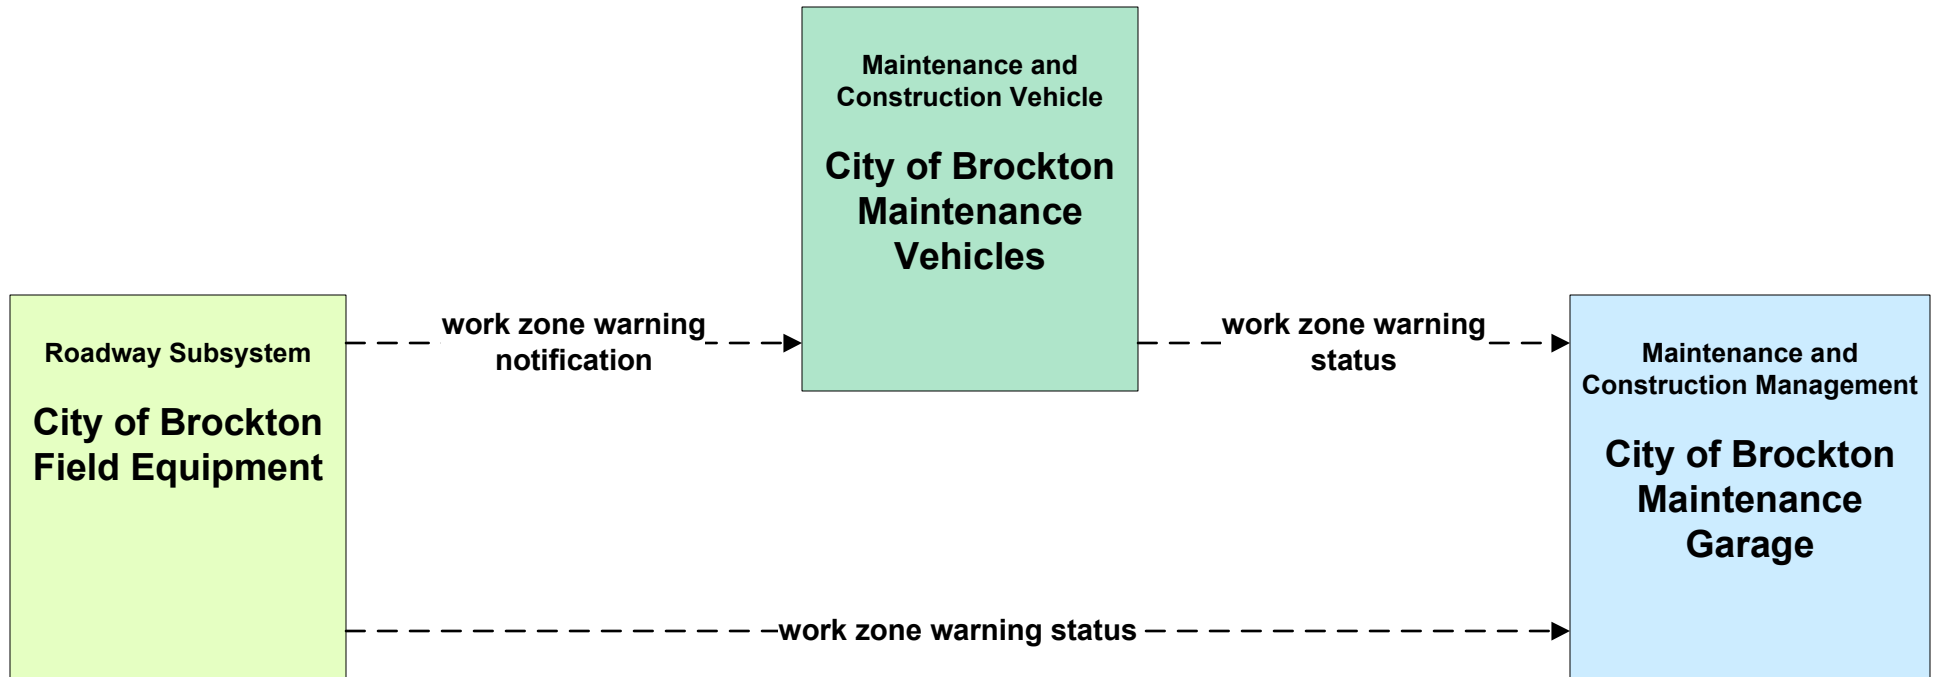 Maintenance and
Construction Vehicle
City of Brockton
Maintenance
Vehicles
Roadway Subsystem
City of Brockton
Field Equipment
work zone warning
notification
work zone warning
status
Maintenance and
Construction Management
City of Brockton
Maintenance
Garage
work zone warning status